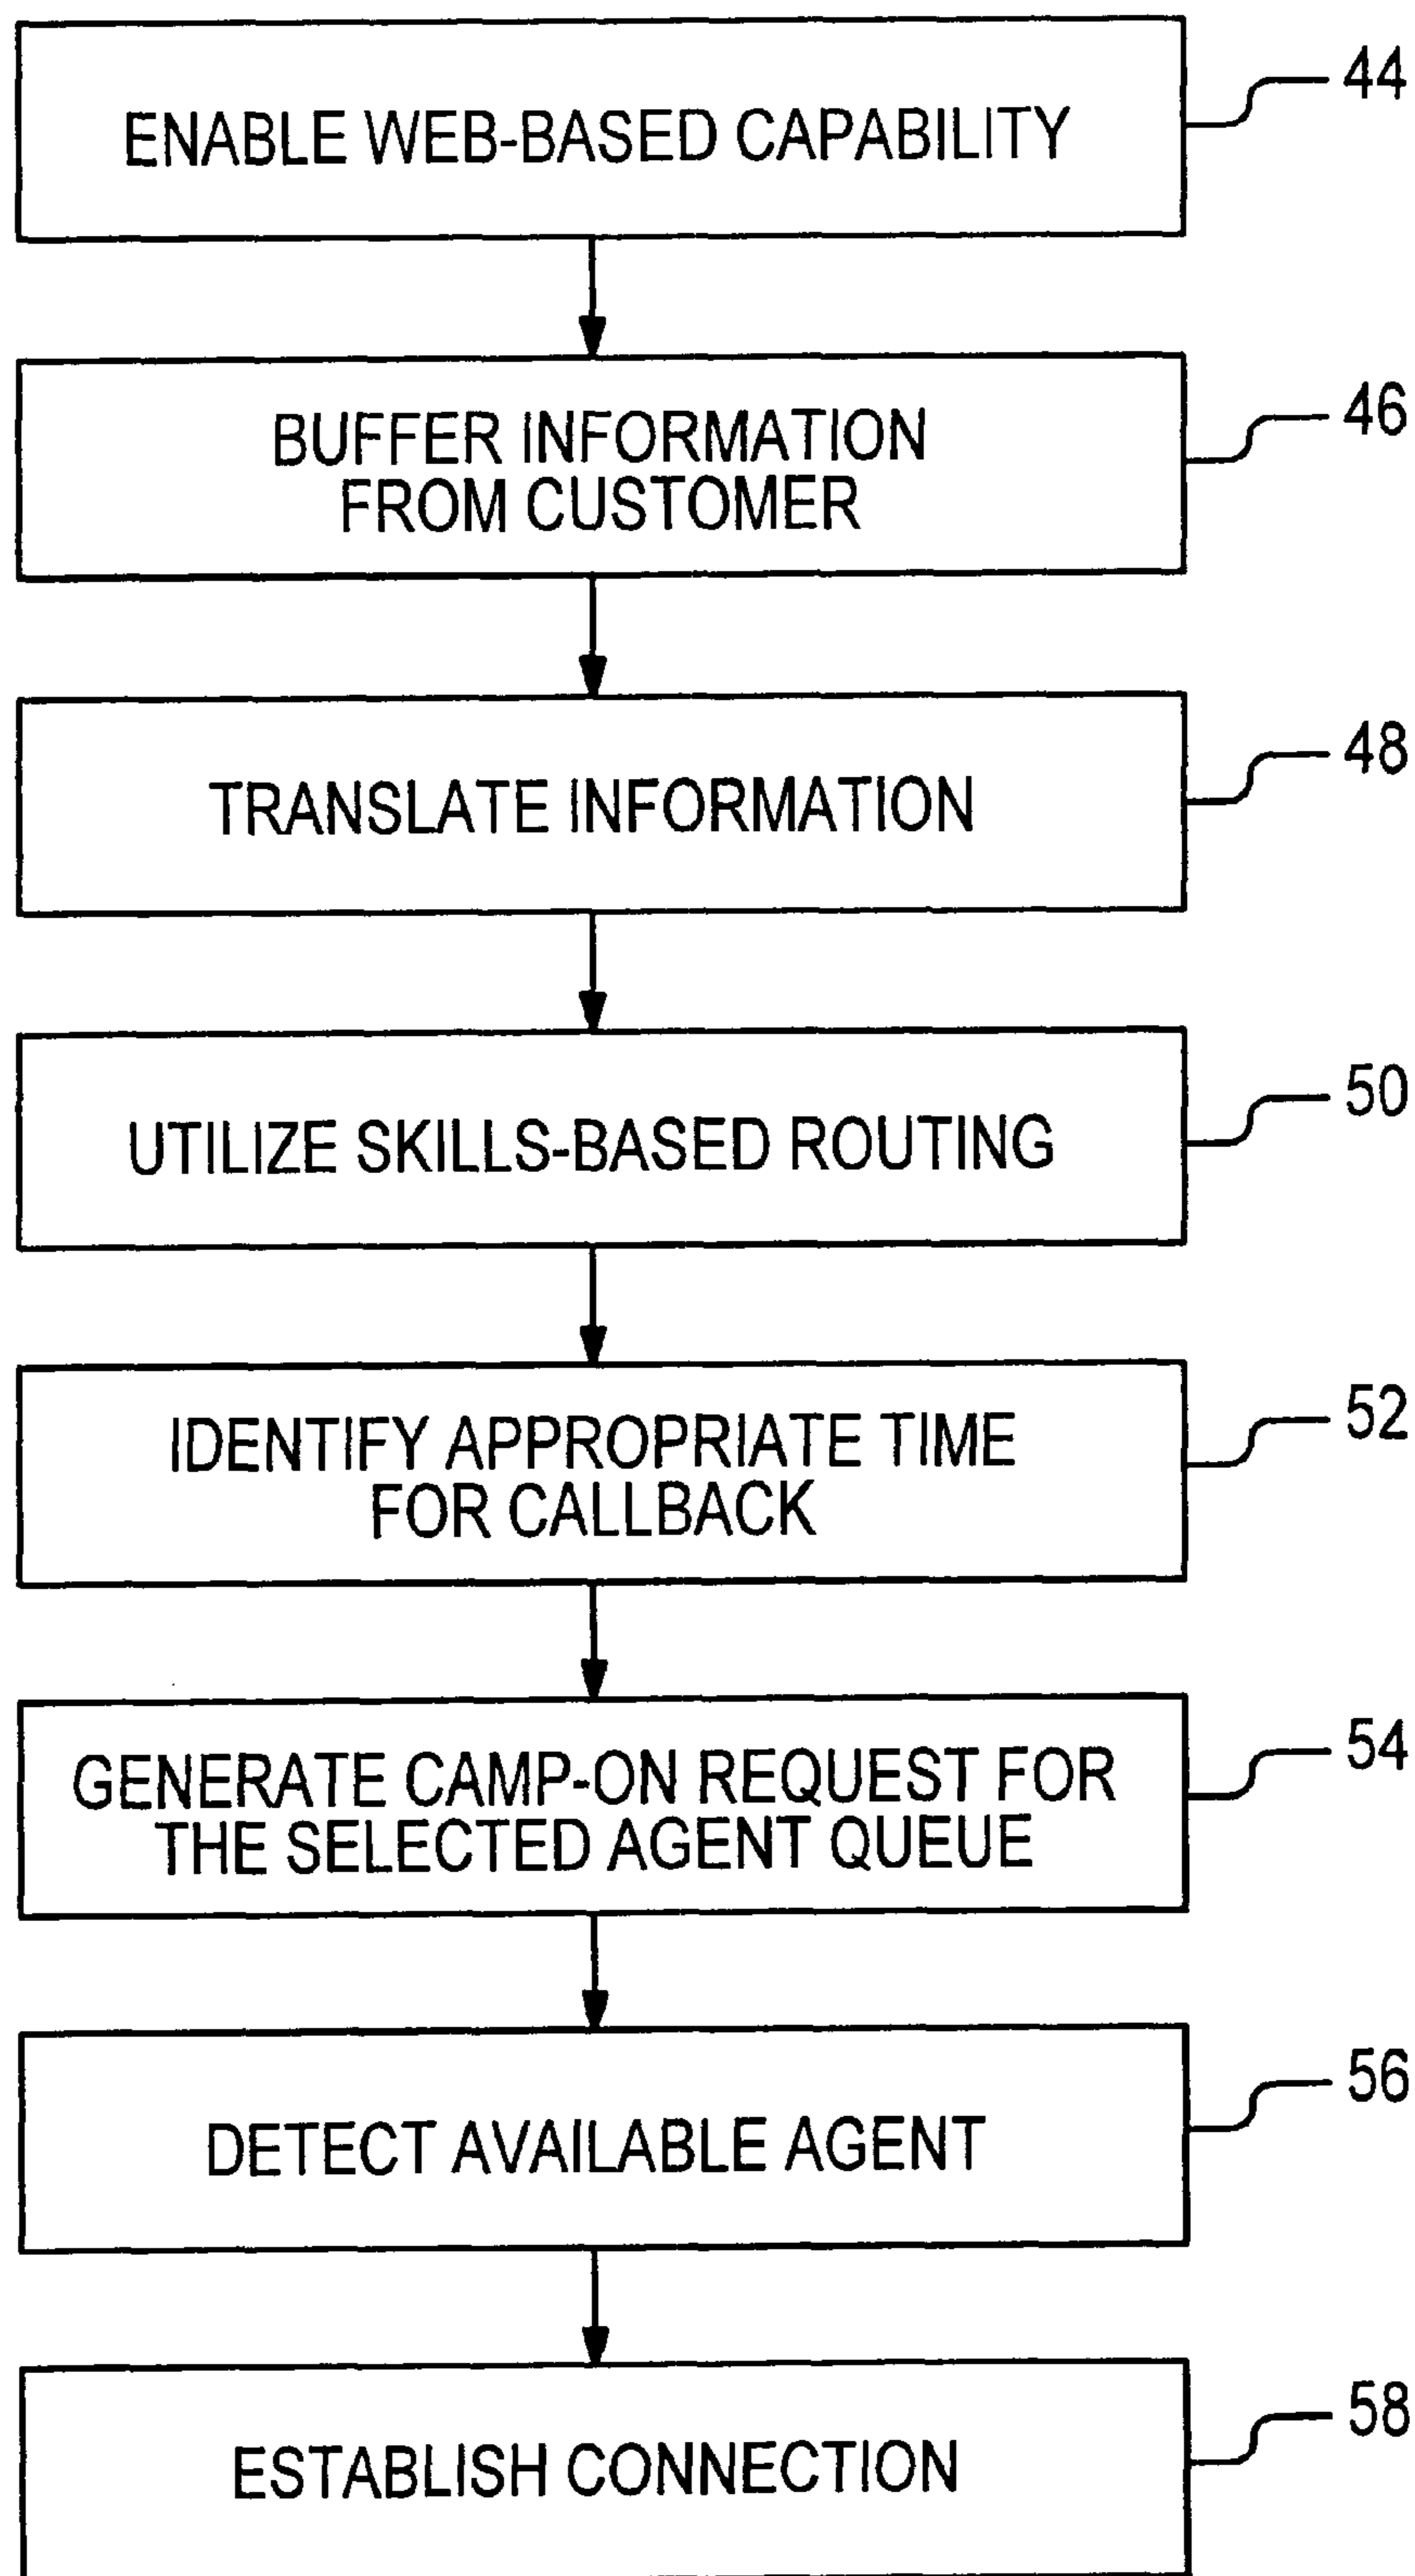 ENABLE WEB-BASED CAPABILITY
44
BUFFER INFORMATION
FROM CUSTOMER
46
TRANSLATE INFORMATION
48
UTILIZE SKILLS-BASED ROUTING
50
IDENTIFY APPROPRIATE TIME
FOR CALLBACK
52
GENERATE CAMP-ON REQUEST FOR
THE SELECTED AGENT QUEUE
54
DETECT AVAILABLE AGENT
56
ESTABLISH CONNECTION
58